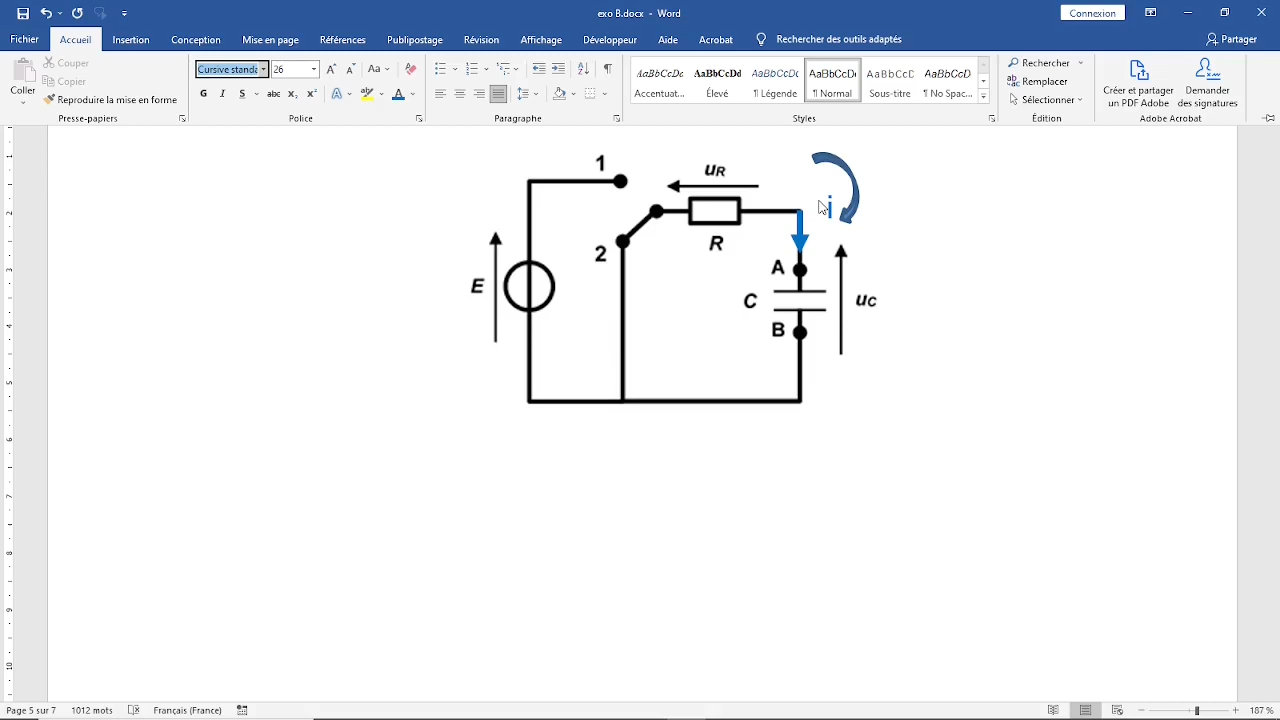 exo B.docx - Word
Connexion
Fichier Accueil Insertion Conception Mise en page Références Publipostage Révision Affichage Développeur Aide Acrobat Rechercher des outils adaptés Partager
Coller
Couper
Copier
Reproduire la mise en forme
Presse-papiers
Cursive standa 26
Aa
G I S abc x₂ x² A A
Police
Paragraphe
AaBbCcDc AaBbCcDd AaBbCcDc AaBbCcDc AaBbCcD AaBbCcD
Accentuat... Élevé ¶ Légende ¶ Normal Sous-titre ¶ No Spac...
Styles
Rechercher
Remplacer
Sélectionner
Édition
Créer et partager
un PDF Adobe
Demander
des signatures
Adobe Acrobat
1
uR
i
2
R
E
A
C
uC
B
Page 5 sur 7 1012 mots Français (France) 187 %